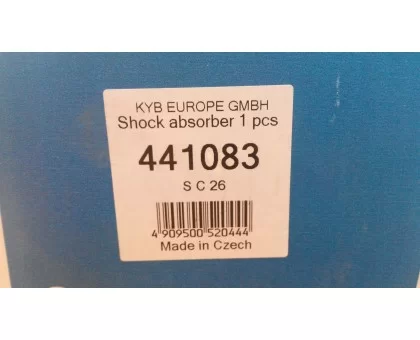 KYB EUROPE GMBH
Shock absorber 1 pcs
441083
S C 26
4 909500 520444
Made in Czech